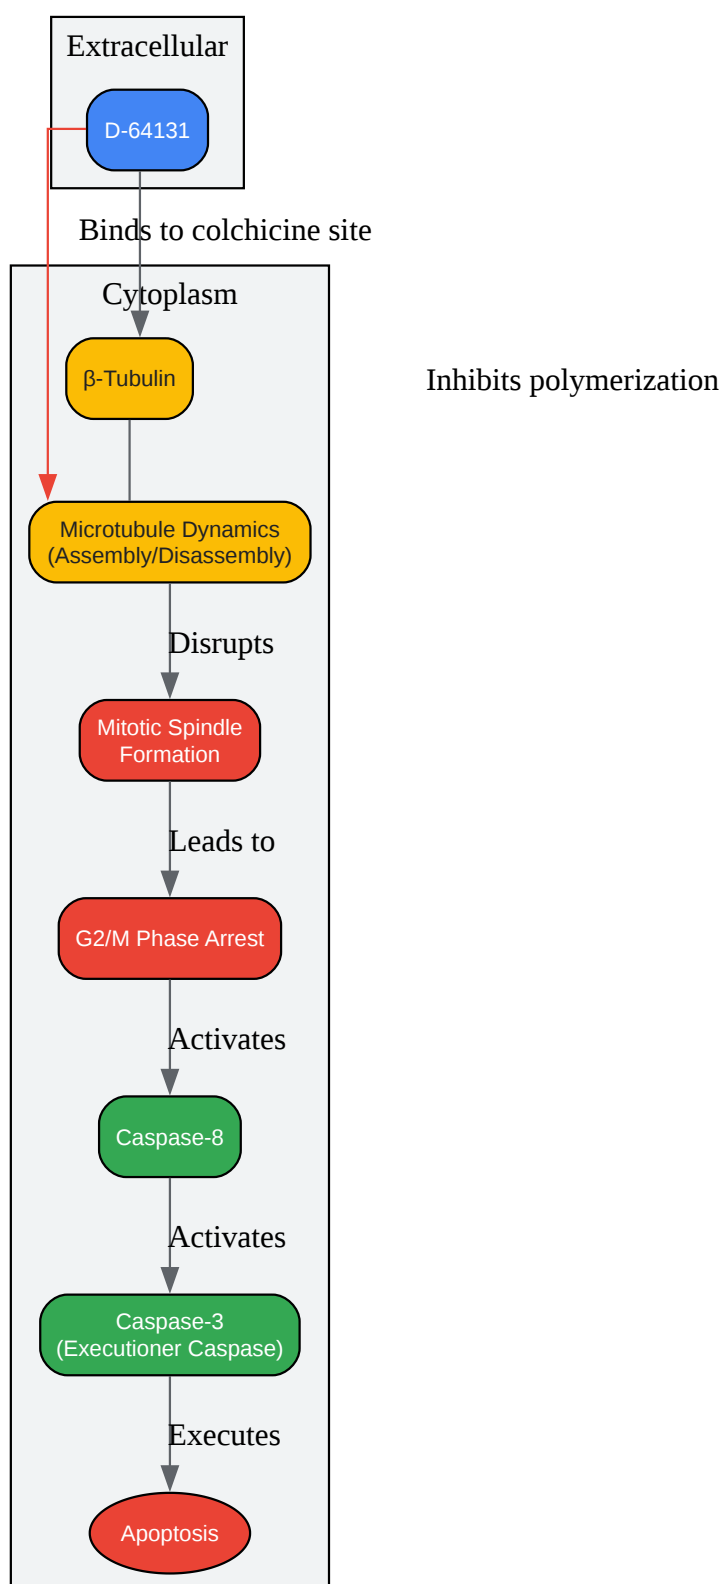 Extracellular
D-64131
Binds to colchicine site
Cytoplasm
β-Tubulin
Inhibits polymerization
Microtubule Dynamics
(Assembly/Disassembly)
Disrupts
Mitotic Spindle
Formation
Leads to
G2/M Phase Arrest
Activates
Caspase-8
Activates
Caspase-3
(Executioner Caspase)
Executes
Apoptosis